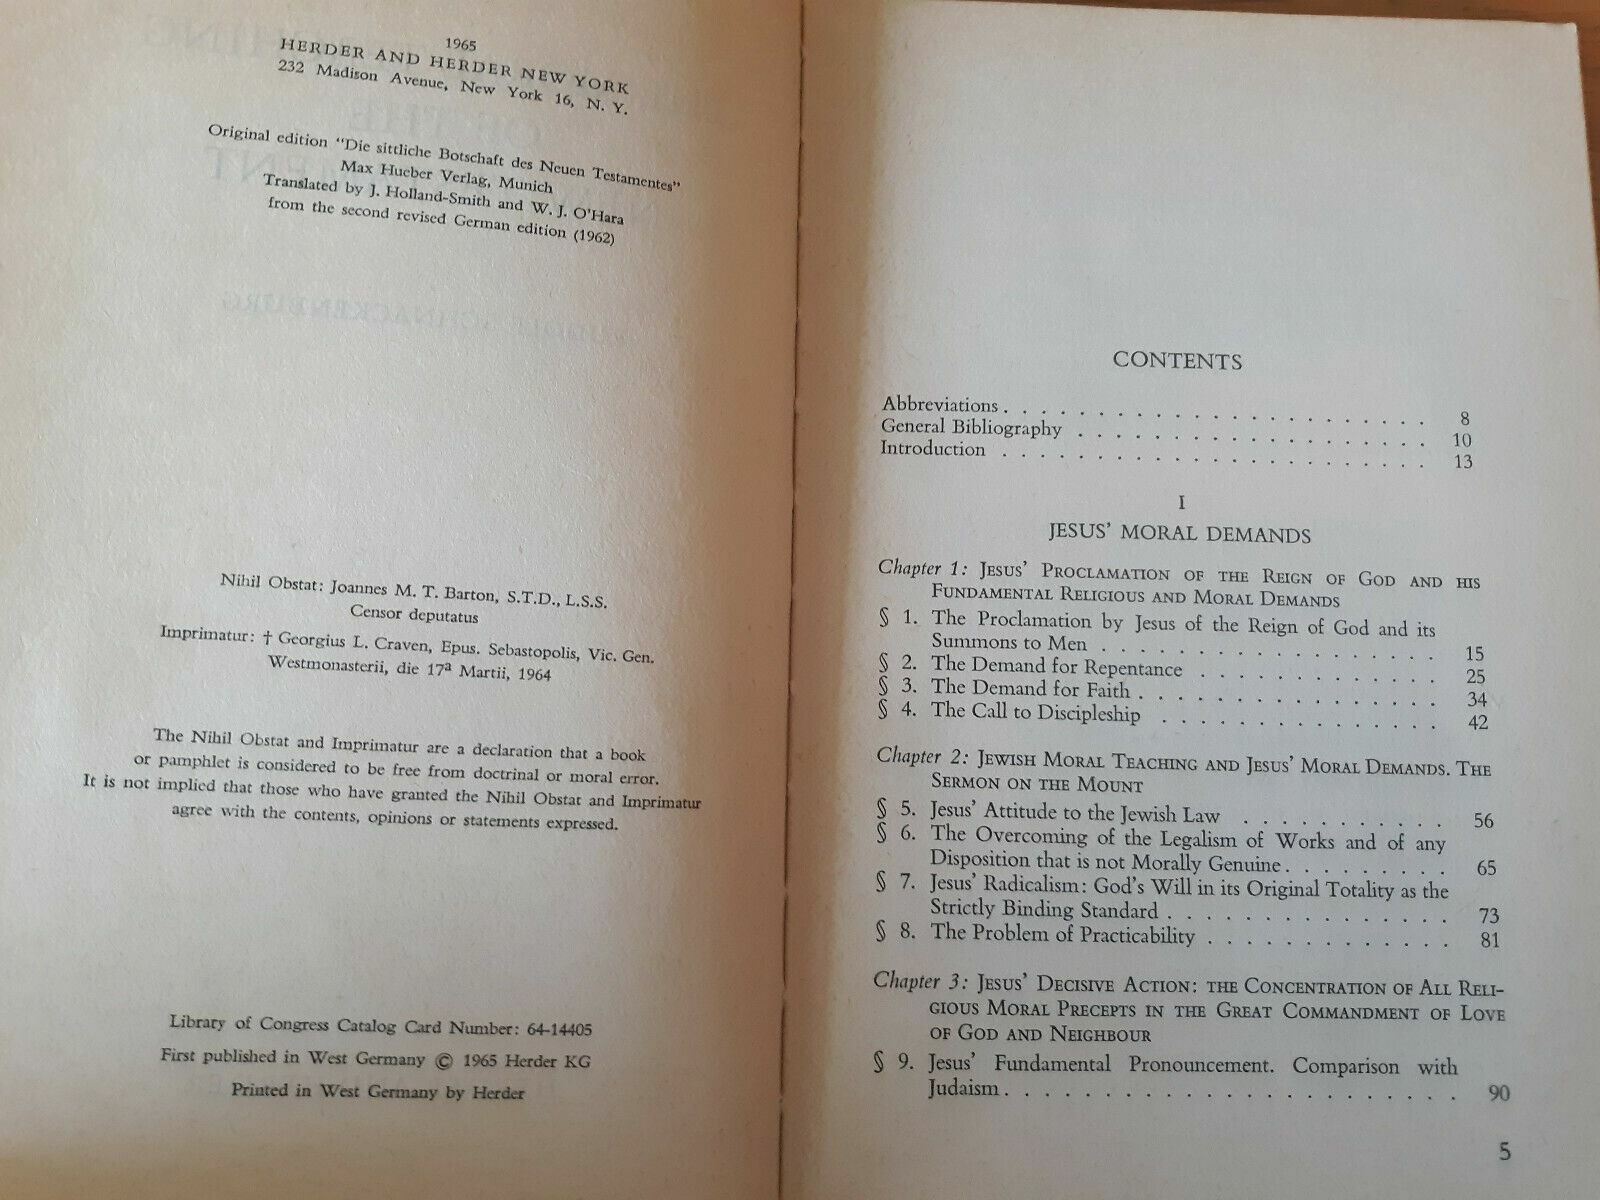 1965
HERDER AND HERDER NEW YORK
232 Madison Avenue, New York 16, N. Y.
Original edition "Die sittliche Botschaft des Neuen Testamentes"
Max Hueber Verlag, Munich
Translated by J. Holland-Smith and W. J. O'Hara
from the second revised German edition (1962)
Nihil Obstat: Joannes M. T. Barton, S.T.D., L.S.S.
Censor deputatus
Imprimatur: † Georgius L. Craven, Epus. Sebastopolis, Vic. Gen.
Westmonasterii, die 17ª Martii, 1964
The Nihil Obstat and Imprimatur are a declaration that a book
or pamphlet is considered to be free from doctrinal or moral error.
It is not implied that those who have granted the Nihil Obstat and Imprimatur
agree with the contents, opinions or statements expressed.
Library of Congress Catalog Card Number: 64-14405
First published in West Germany © 1965 Herder KG
Printed in West Germany by Herder
CONTENTS
Abbreviations . . . . . . . . . . . . . . . . . . . . . . . 8
General Bibliography . . . . . . . . . . . . . . . . . . . 10
Introduction . . . . . . . . . . . . . . . . . . . . . . . 13
I
JESUS' MORAL DEMANDS
Chapter 1: JESUS' PROCLAMATION OF THE REIGN OF GOD AND HIS
FUNDAMENTAL RELIGIOUS AND MORAL DEMANDS
§ 1. The Proclamation by Jesus of the Reign of God and its
Summons to Men . . . . . . . . . . . . . . . . . . 15
§ 2. The Demand for Repentance . . . . . . . . . . . . . 25
§ 3. The Demand for Faith . . . . . . . . . . . . . . . . 34
§ 4. The Call to Discipleship . . . . . . . . . . . . . . . 42
Chapter 2: JEWISH MORAL TEACHING AND JESUS' MORAL DEMANDS. THE
SERMON ON THE MOUNT
§ 5. Jesus' Attitude to the Jewish Law . . . . . . . . . . . 56
§ 6. The Overcoming of the Legalism of Works and of any
Disposition that is not Morally Genuine . . . . . . . . . 65
§ 7. Jesus' Radicalism: God's Will in its Original Totality as the
Strictly Binding Standard . . . . . . . . . . . . . . . 73
§ 8. The Problem of Practicability . . . . . . . . . . . . . 81
Chapter 3: JESUS' DECISIVE ACTION: THE CONCENTRATION OF ALL RELI-
GIOUS MORAL PRECEPTS IN THE GREAT COMMANDMENT OF LOVE
OF GOD AND NEIGHBOUR
§ 9. Jesus' Fundamental Pronouncement. Comparison with
Judaism . . . . . . . . . . . . . . . . . . . . . . . . 90
5